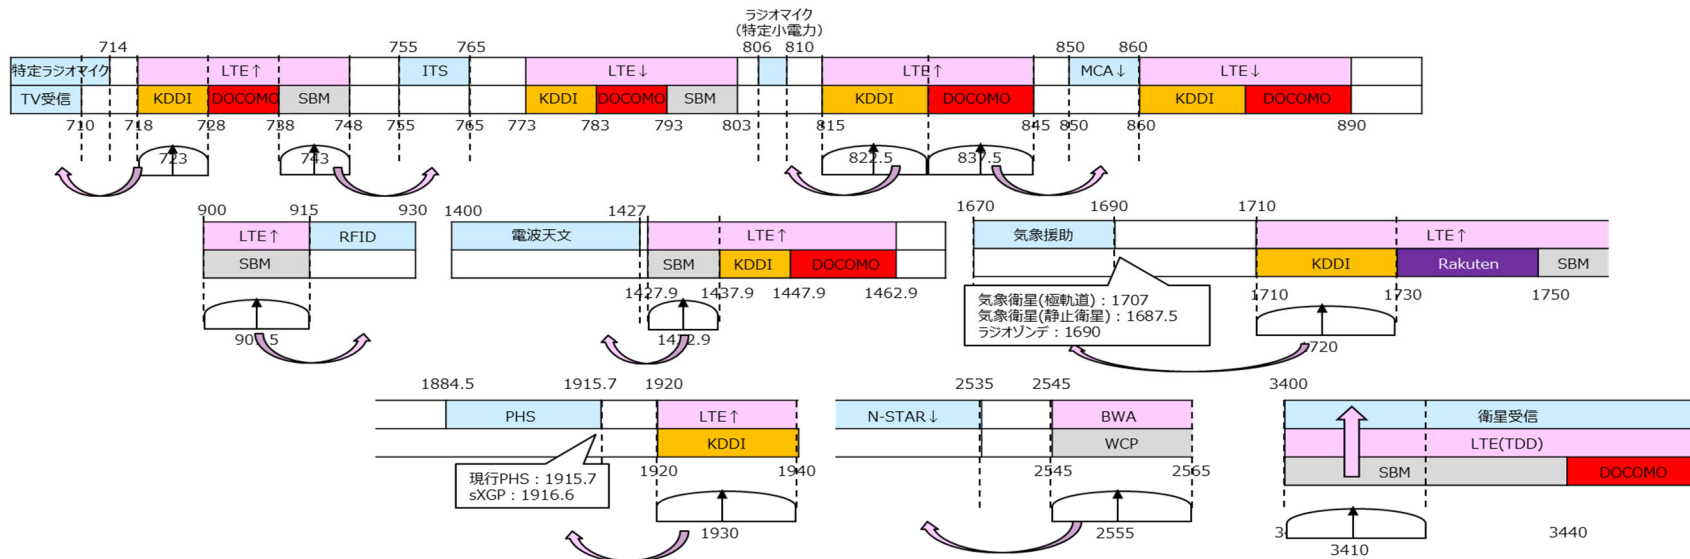 ラジオマイク
(特定小電力)
714 755 765 806 810 850 860
特定ラジオマイク LTE↑ ITS LTE↓ LTE↑ MCA↓ LTE↓
TV受信 KDDI DOCOMO SBM KDDI DOCOMO SBM KDDI DOCOMO KDDI DOCOMO
710 718 728 738 748 755 765 773 783 793 803 815 845 850 860 890
723 743 822.5 837.5
900 915 930 1400 1427 1670 1690 1710
LTE↑ RFID 電波天文 LTE↑ 気象援助 LTE↑
SBM SBM KDDI DOCOMO KDDI Rakuten SBM
1427.9 1437.9 1447.9 1462.9 1710 1730 1750
気象衛星(極軌道):1707
気象衛星(静止衛星):1687.5
ラジオゾンデ:1690
1884.5 1915.7 1920 2535 2545 3400
PHS LTE↑ N-STAR↓ BWA 衛星受信
KDDI WCP LTE(TDD)
SBM DOCOMO
1920 1940 2545 2565
現行PHS:1915.7
sXGP:1916.6
1930 2555 3440
3410